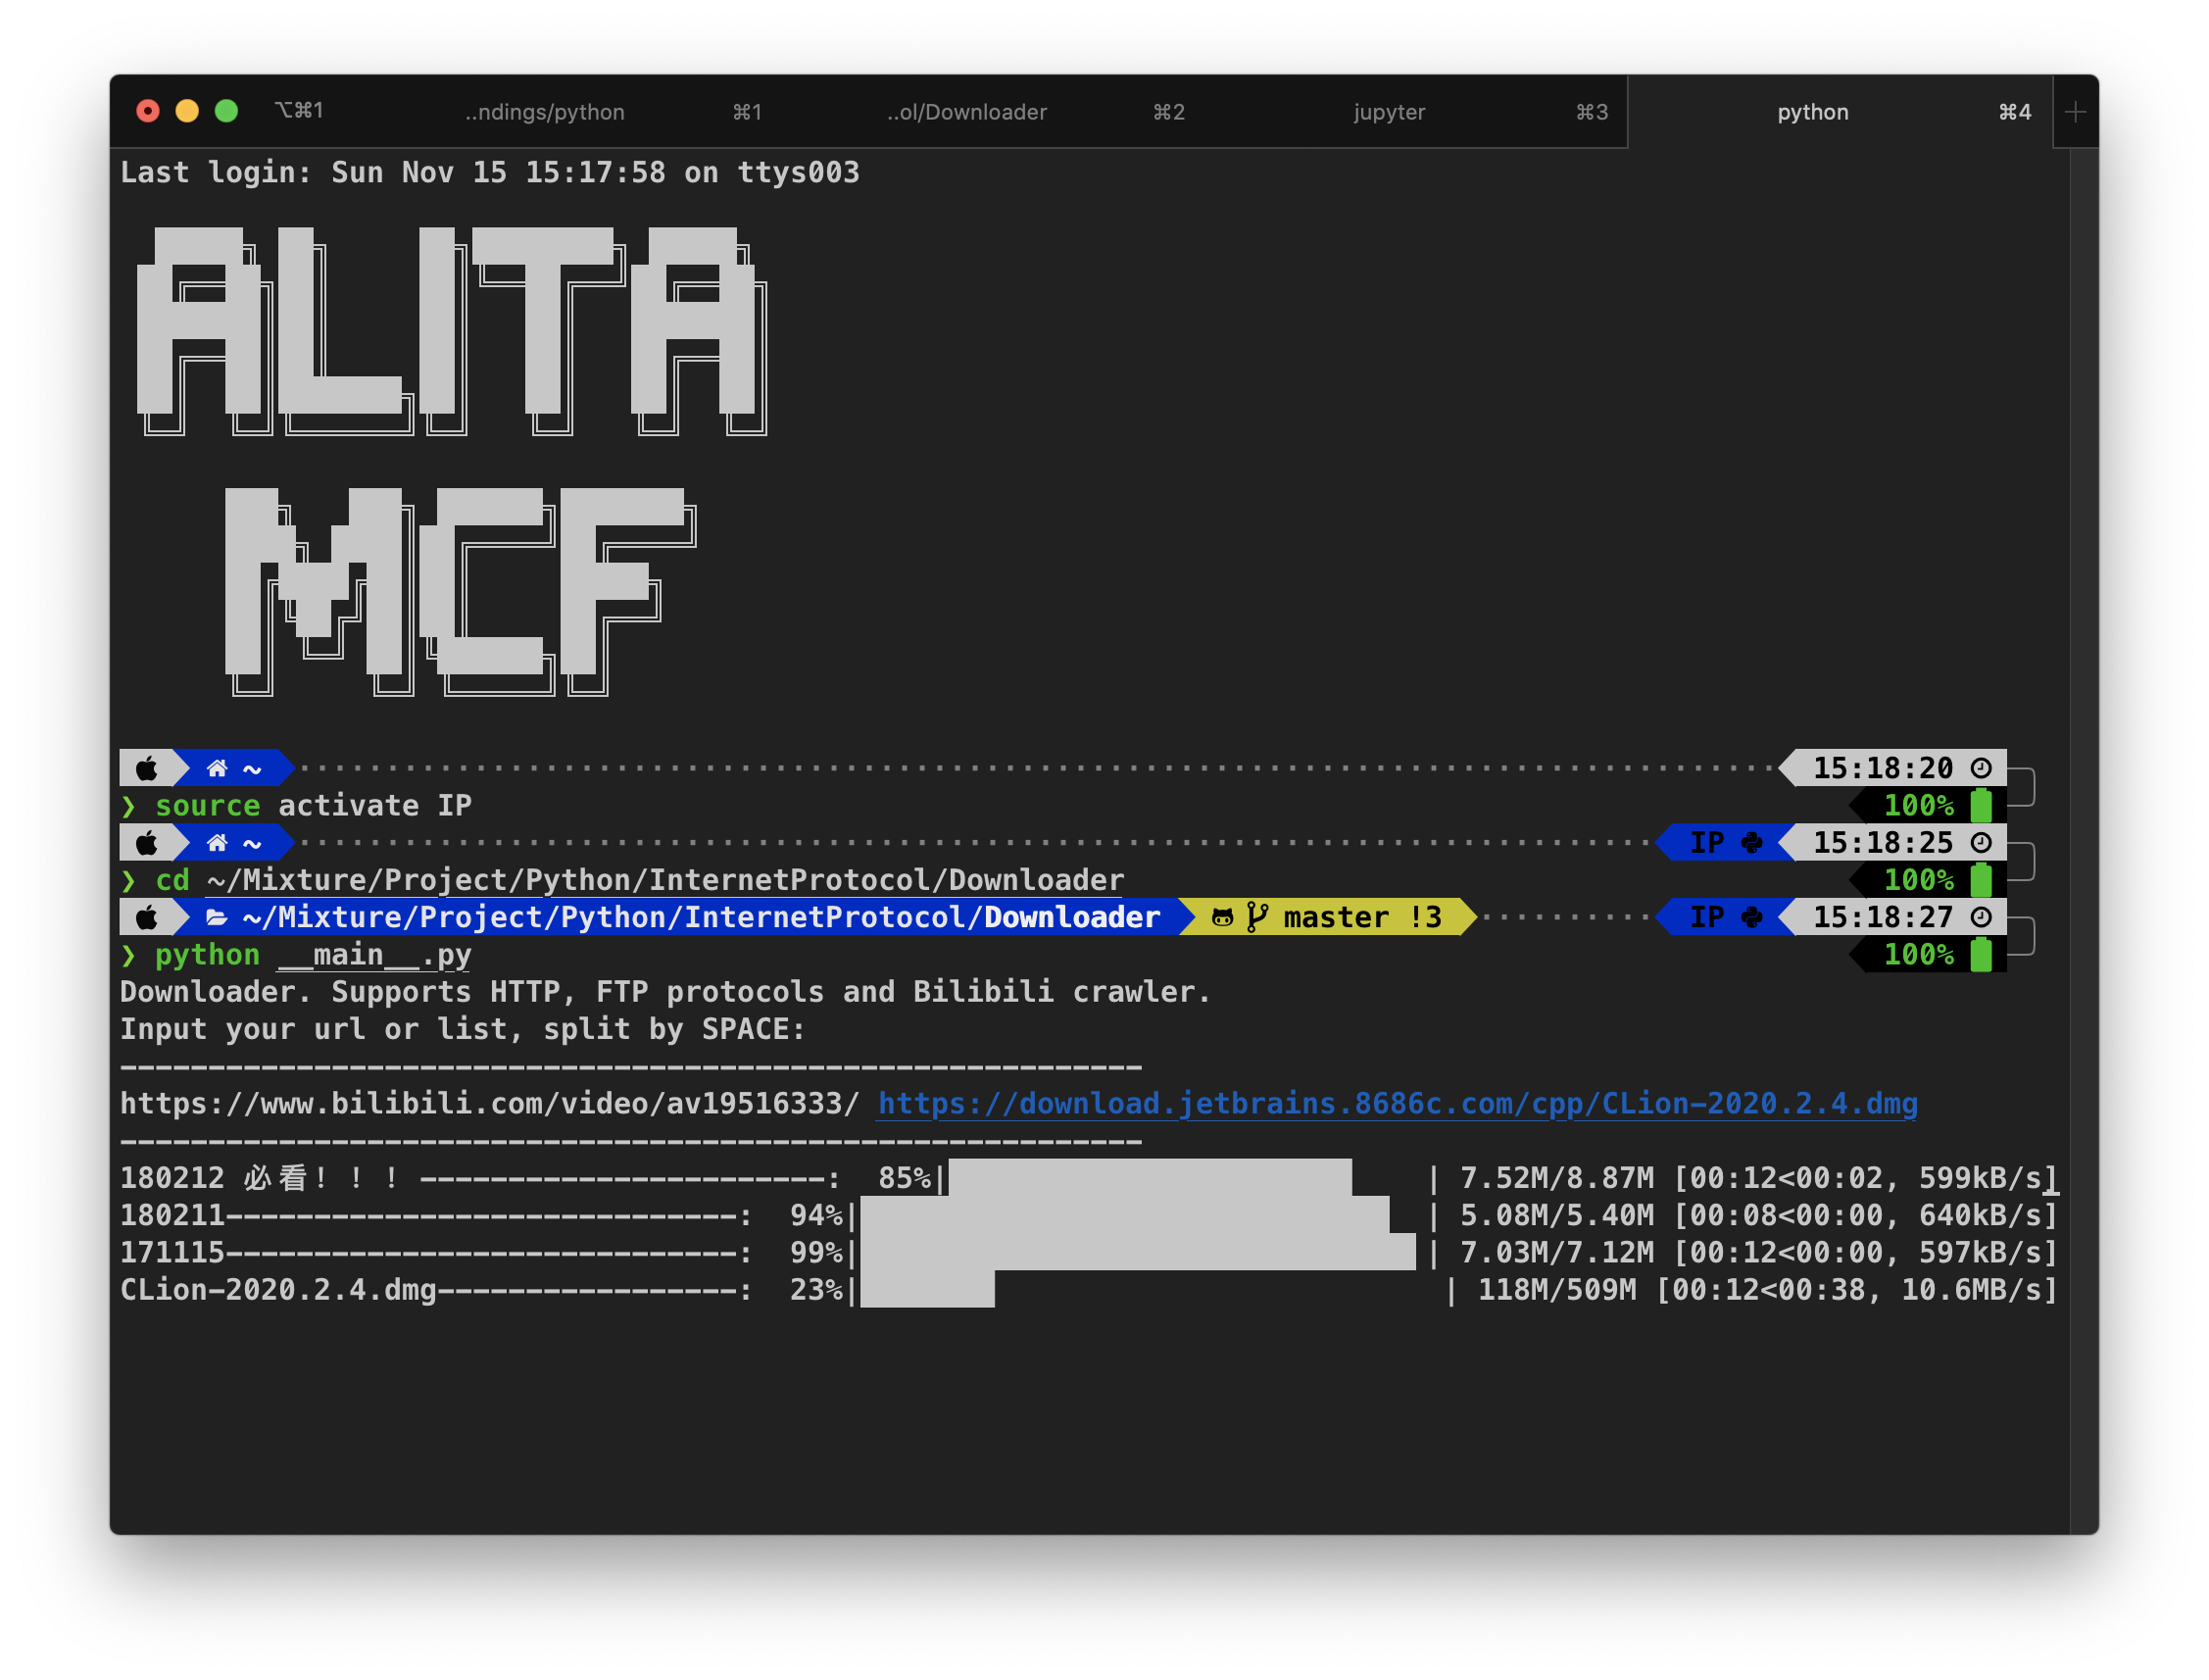 ⌥⌘1 ..ndings/python ⌘1 ..ol/Downloader ⌘2 jupyter ⌘3 python ⌘4
Last login: Sun Nov 15 15:17:58 on ttys003
ALITA
MCF
~ 15:18:20
❯ source activate IP 100%
~ IP 15:18:25
❯ cd ~/Mixture/Project/Python/InternetProtocol/Downloader 100%
~/Mixture/Project/Python/InternetProtocol/Downloader master !3 IP 15:18:27
❯ python __main__.py 100%
Downloader. Supports HTTP, FTP protocols and Bilibili crawler.
Input your url or list, split by SPACE:
----------------------------------------------------------
https://www.bilibili.com/video/av19516333/ https://download.jetbrains.8686c.com/cpp/CLion-2020.2.4.dmg
----------------------------------------------------------
180212 必看！！！ -----------------------: 85%| | 7.52M/8.87M [00:12<00:02, 599kB/s]
180211-----------------------------: 94%| | 5.08M/5.40M [00:08<00:00, 640kB/s]
171115-----------------------------: 99%| | 7.03M/7.12M [00:12<00:00, 597kB/s]
CLion-2020.2.4.dmg-----------------: 23%| | 118M/509M [00:12<00:38, 10.6MB/s]